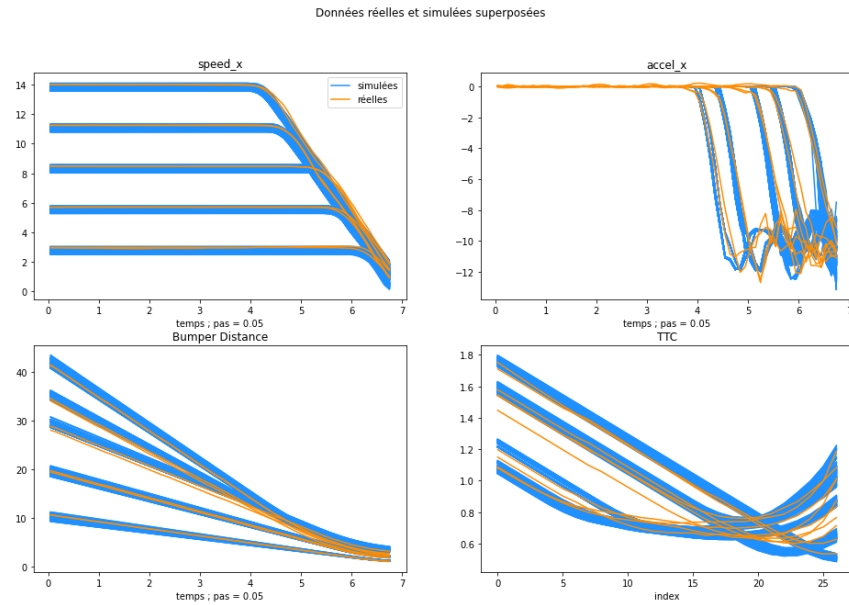 Données réelles et simulées superposées
speed_x
14
12
10
8
6
4
2
0
simulées
réelles
0 1 2 3 4 5 6 7
temps ; pas = 0.05
accel_x
0
−2
−4
−6
−8
−10
−12
0 1 2 3 4 5 6 7
temps ; pas = 0.05
Bumper Distance
40
30
20
10
0
0 1 2 3 4 5 6 7
temps ; pas = 0.05
TTC
1.8
1.6
1.4
1.2
1.0
0.8
0.6
0 5 10 15 20 25
index